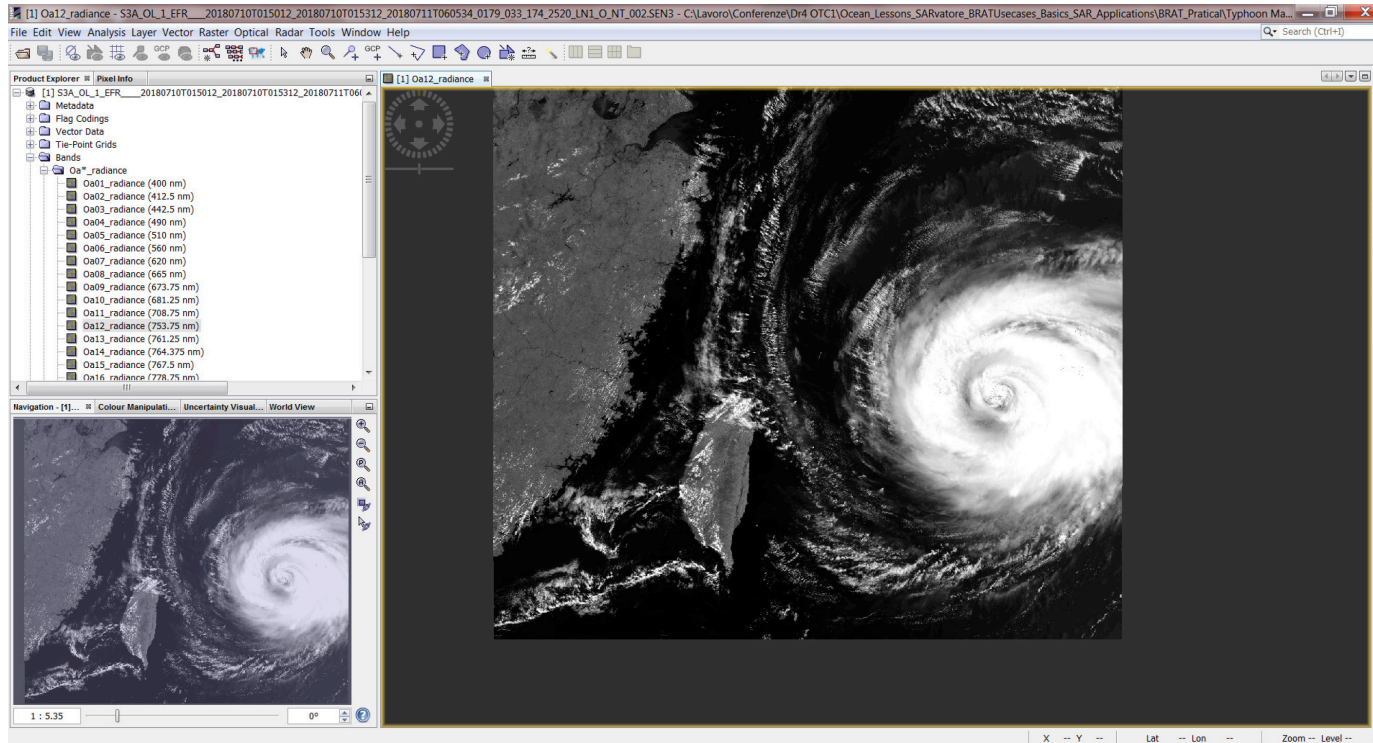 [1] Oa12_radiance - S3A_OL_1_EFR____20180710T015012_20180710T015312_20180711T060534_0179_033_174_2520_LN1_O_NT_002.SEN3 - C:\Lavoro\Conferenze\Dr4 OTC1\Ocean_Lessons_SARvatore_BRATUsecases_Basics_SAR_Applications\BRAT_Pratical\Typhoon Ma...
File Edit View Analysis Layer Vector Raster Optical Radar Tools Window Help
Search (Ctrl+I)
GCP GCP
Product Explorer Pixel Info
[1] Oa12_radiance
[1] S3A_OL_1_EFR____20180710T015012_20180710T015312_20180711T060
Metadata
Flag Codings
Vector Data
Tie-Point Grids
Bands
Oa*_radiance
Oa01_radiance (400 nm)
Oa02_radiance (412.5 nm)
Oa03_radiance (442.5 nm)
Oa04_radiance (490 nm)
Oa05_radiance (510 nm)
Oa06_radiance (560 nm)
Oa07_radiance (620 nm)
Oa08_radiance (665 nm)
Oa09_radiance (673.75 nm)
Oa10_radiance (681.25 nm)
Oa11_radiance (708.75 nm)
Oa12_radiance (753.75 nm)
Oa13_radiance (761.25 nm)
Oa14_radiance (764.375 nm)
Oa15_radiance (767.5 nm)
Oa16_radiance (778.75 nm)
Navigation - [1]... Colour Manipulati... Uncertainty Visual... World View
1 : 5.35 0°
X -- Y -- Lat -- Lon -- Zoom -- Level --